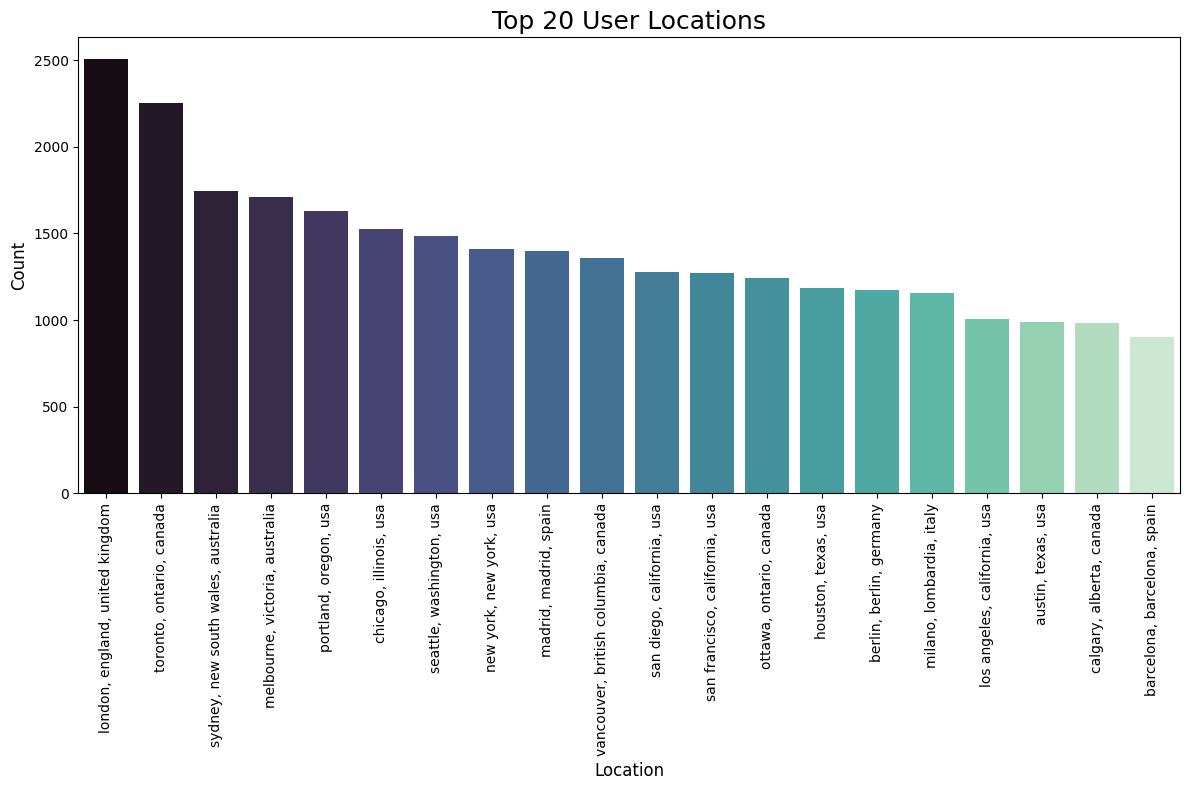 Top 20 User Locations
Count
2500
2000
1500
1000
500
0
london, england, united kingdom
toronto, ontario, canada
sydney, new south wales, australia
melbourne, victoria, australia
portland, oregon, usa
chicago, illinois, usa
seattle, washington, usa
new york, new york, usa
madrid, madrid, spain
vancouver, british columbia, canada
san diego, california, usa
san francisco, california, usa
ottawa, ontario, canada
houston, texas, usa
berlin, berlin, germany
milano, lombardia, italy
los angeles, california, usa
austin, texas, usa
calgary, alberta, canada
barcelona, barcelona, spain
Location